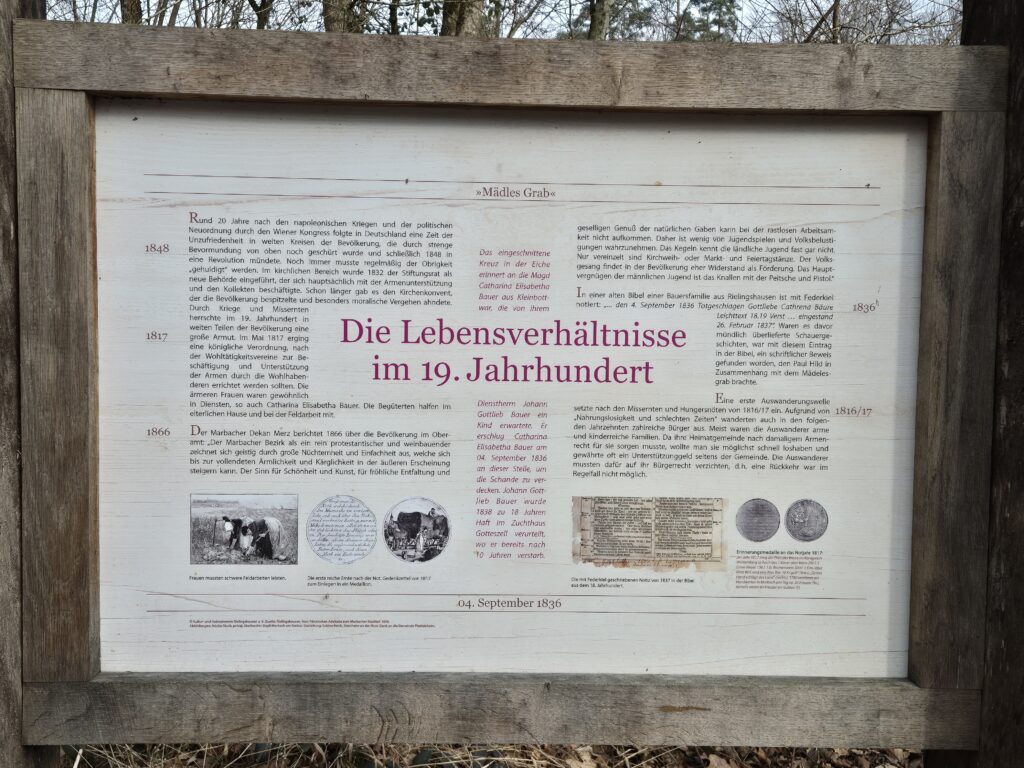 »Mädles Grab«
Rund 20 Jahre nach den napoleonischen Kriegen und der politischen
Neuordnung durch den Wiener Kongress folgte in Deutschland eine Zeit der
1848
Unzufriedenheit in weiten Kreisen der Bevölkerung, die durch strenge
Bevormundung von oben noch geschürt wurde und schließlich 1848 in
eine Revolution mündete. Noch immer musste regelmäßig der Obrigkeit
„gehuldigt“ werden. Im kirchlichen Bereich wurde 1832 der Stiftungsrat als
neue Behörde eingeführt, der sich hauptsächlich mit der Armenunterstützung
und den Kollekten beschäftigte. Schon länger gab es den Kirchenkonvent,
der die Bevölkerung bespitzelte und besonders moralische Vergehen ahndete.
Durch Kriege und Missernten
herrschte im 19. Jahrhundert in
1817
weiten Teilen der Bevölkerung eine
große Armut. Im Mai 1817 erging
eine königliche Verordnung, nach
der Wohltätigkeitsvereine zur Be-
schäftigung und Unterstützung
der Armen durch die Wohlhaben-
deren errichtet werden sollten. Die
ärmeren Frauen waren gewöhnlich
in Diensten, so auch Catharina Elisabetha Bauer. Die Begüterten halfen im
elterlichen Hause und bei der Feldarbeit mit.
1866
Der Marbacher Dekan Merz berichtet 1866 über die Bevölkerung im Ober-
amt: „Der Marbacher Bezirk als ein rein protestantischer und weinbauender
zeichnet sich geistig durch große Nüchternheit und Einfachheit aus, welche sich
bis zur vollendeten Ärmlichkeit und Kärglichkeit in der äußeren Erscheinung
steigern kann. Der Sinn für Schönheit und Kunst, für fröhliche Entfaltung und
Das eingeschnittene
Kreuz in der Eiche
erinnert an die Magd
Catharina Elisabetha
Bauer aus Kleinbott-
war, die von ihrem
Die Lebensverhältnisse
im 19. Jahrhundert
Dienstherrn Johann
Gottlieb Bauer ein
Kind erwartete. Er
erschlug Catharina
Elisabetha Bauer am
04. September 1836
an dieser Stelle, um
die Schande zu ver-
decken. Johann Gott-
lieb Bauer wurde
1838 zu 18 Jahren
Haft im Zuchthaus
Gotteszell verurteilt,
wo er bereits nach
10 Jahren verstarb.
geselligen Genuß der natürlichen Gaben kann bei der rastlosen Arbeitsam-
keit nicht aufkommen. Daher ist wenig von Jugendspielen und Volksbelusti
gungen wahrzunehmen. Das Kegeln kennt die ländliche Jugend fast gar nicht.
Nur vereinzelt sind Kirchweih- oder Markt- und Feiertagstänze. Der Volks
gesang findet in der Bevölkerung eher Widerstand als Förderung. Das Haupt-
vergnügen der männlichen Jugend ist das Knallen mit der Peitsche und Pistol.“
In einer alten Bibel einer Bauersfamilie aus Rielingshausen ist mit Federkiel
notiert: „... den 4. September 1836 Totgeschlagen Gottliebe Cathrena Bäure
1836
Leichttext 18.19 Verst ... eingestand
26. Februar 1837“. Waren es davor
mündlich überlieferte Schauerge-
schichten, war mit diesem Eintrag
in der Bibel, ein schriftlicher Beweis
gefunden worden, den Paul Hild in
Zusammenhang mit dem Mädeles-
grab brachte.
Eine erste Auswanderungswelle
setzte nach den Missernten und Hungersnöten von 1816/17 ein. Aufgrund von
1816/17
„Nahrungslosigkeit und schlechten Zeiten“ wanderten auch in den folgen-
den Jahrzehnten zahlreiche Bürger aus. Meist waren die Auswanderer arme
und kinderreiche Familien. Da ihre Heimatgemeinde nach damaligem Armen-
recht für sie sorgen musste, wollte man sie möglichst schnell loshaben und
gewährte oft ein Unterstützungsgeld seitens der Gemeinde. Die Auswanderer
mussten dafür auf ihr Bürgerrecht verzichten, d.h. eine Rückkehr war im
Regelfall nicht möglich.
Frauen mussten schwere Feldarbeiten leisten.
Die erste reiche Ernte nach der Not. Gedenkzettel von 1817
zum Einlegen in ein Medaillon.
Die mit Federkiel geschriebenen Notiz von 1837 in der Bibel
aus dem 18. Jahrhundert.
Erinnerungsmedaille an das Notjahr 1817:
04. September 1836